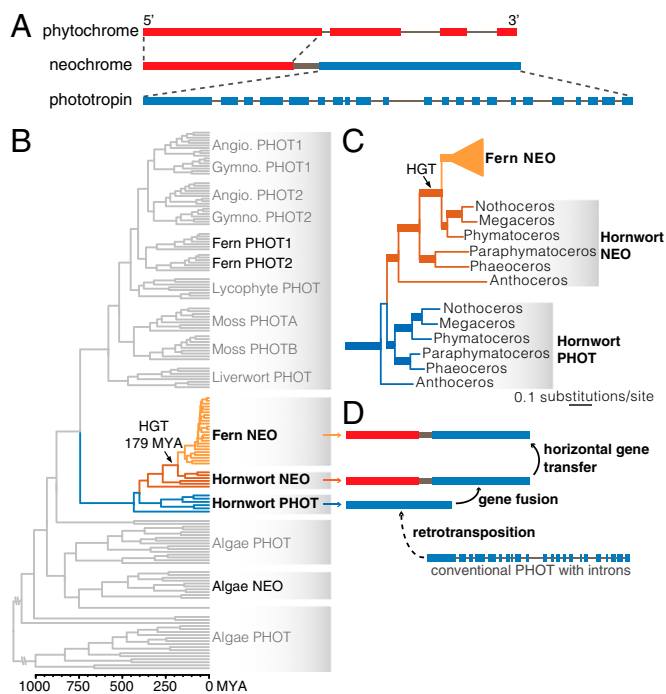 A
5'
3'
phytochrome
neochrome
phototropin
B
Angio. PHOT1
Gymno. PHOT1
Angio. PHOT2
Gymno. PHOT2
Fern PHOT1
Fern PHOT2
Lycophyte PHOT
Moss PHOTA
Moss PHOTB
Liverwort PHOT
HGT
179 MYA
Fern NEO
Hornwort NEO
Hornwort PHOT
Algae PHOT
Algae NEO
Algae PHOT
1000
750
500
250
0 MYA
C
HGT
Fern NEO
Nothoceros
Megaceros
Phymatoceros
Paraphymatoceros
Phaeoceros
Anthoceros
Hornwort
NEO
Nothoceros
Megaceros
Phymatoceros
Paraphymatoceros
Phaeoceros
Anthoceros
Hornwort
PHOT
0.1 substitutions/site
D
horizontal gene
transfer
gene fusion
retrotransposition
conventional PHOT with introns